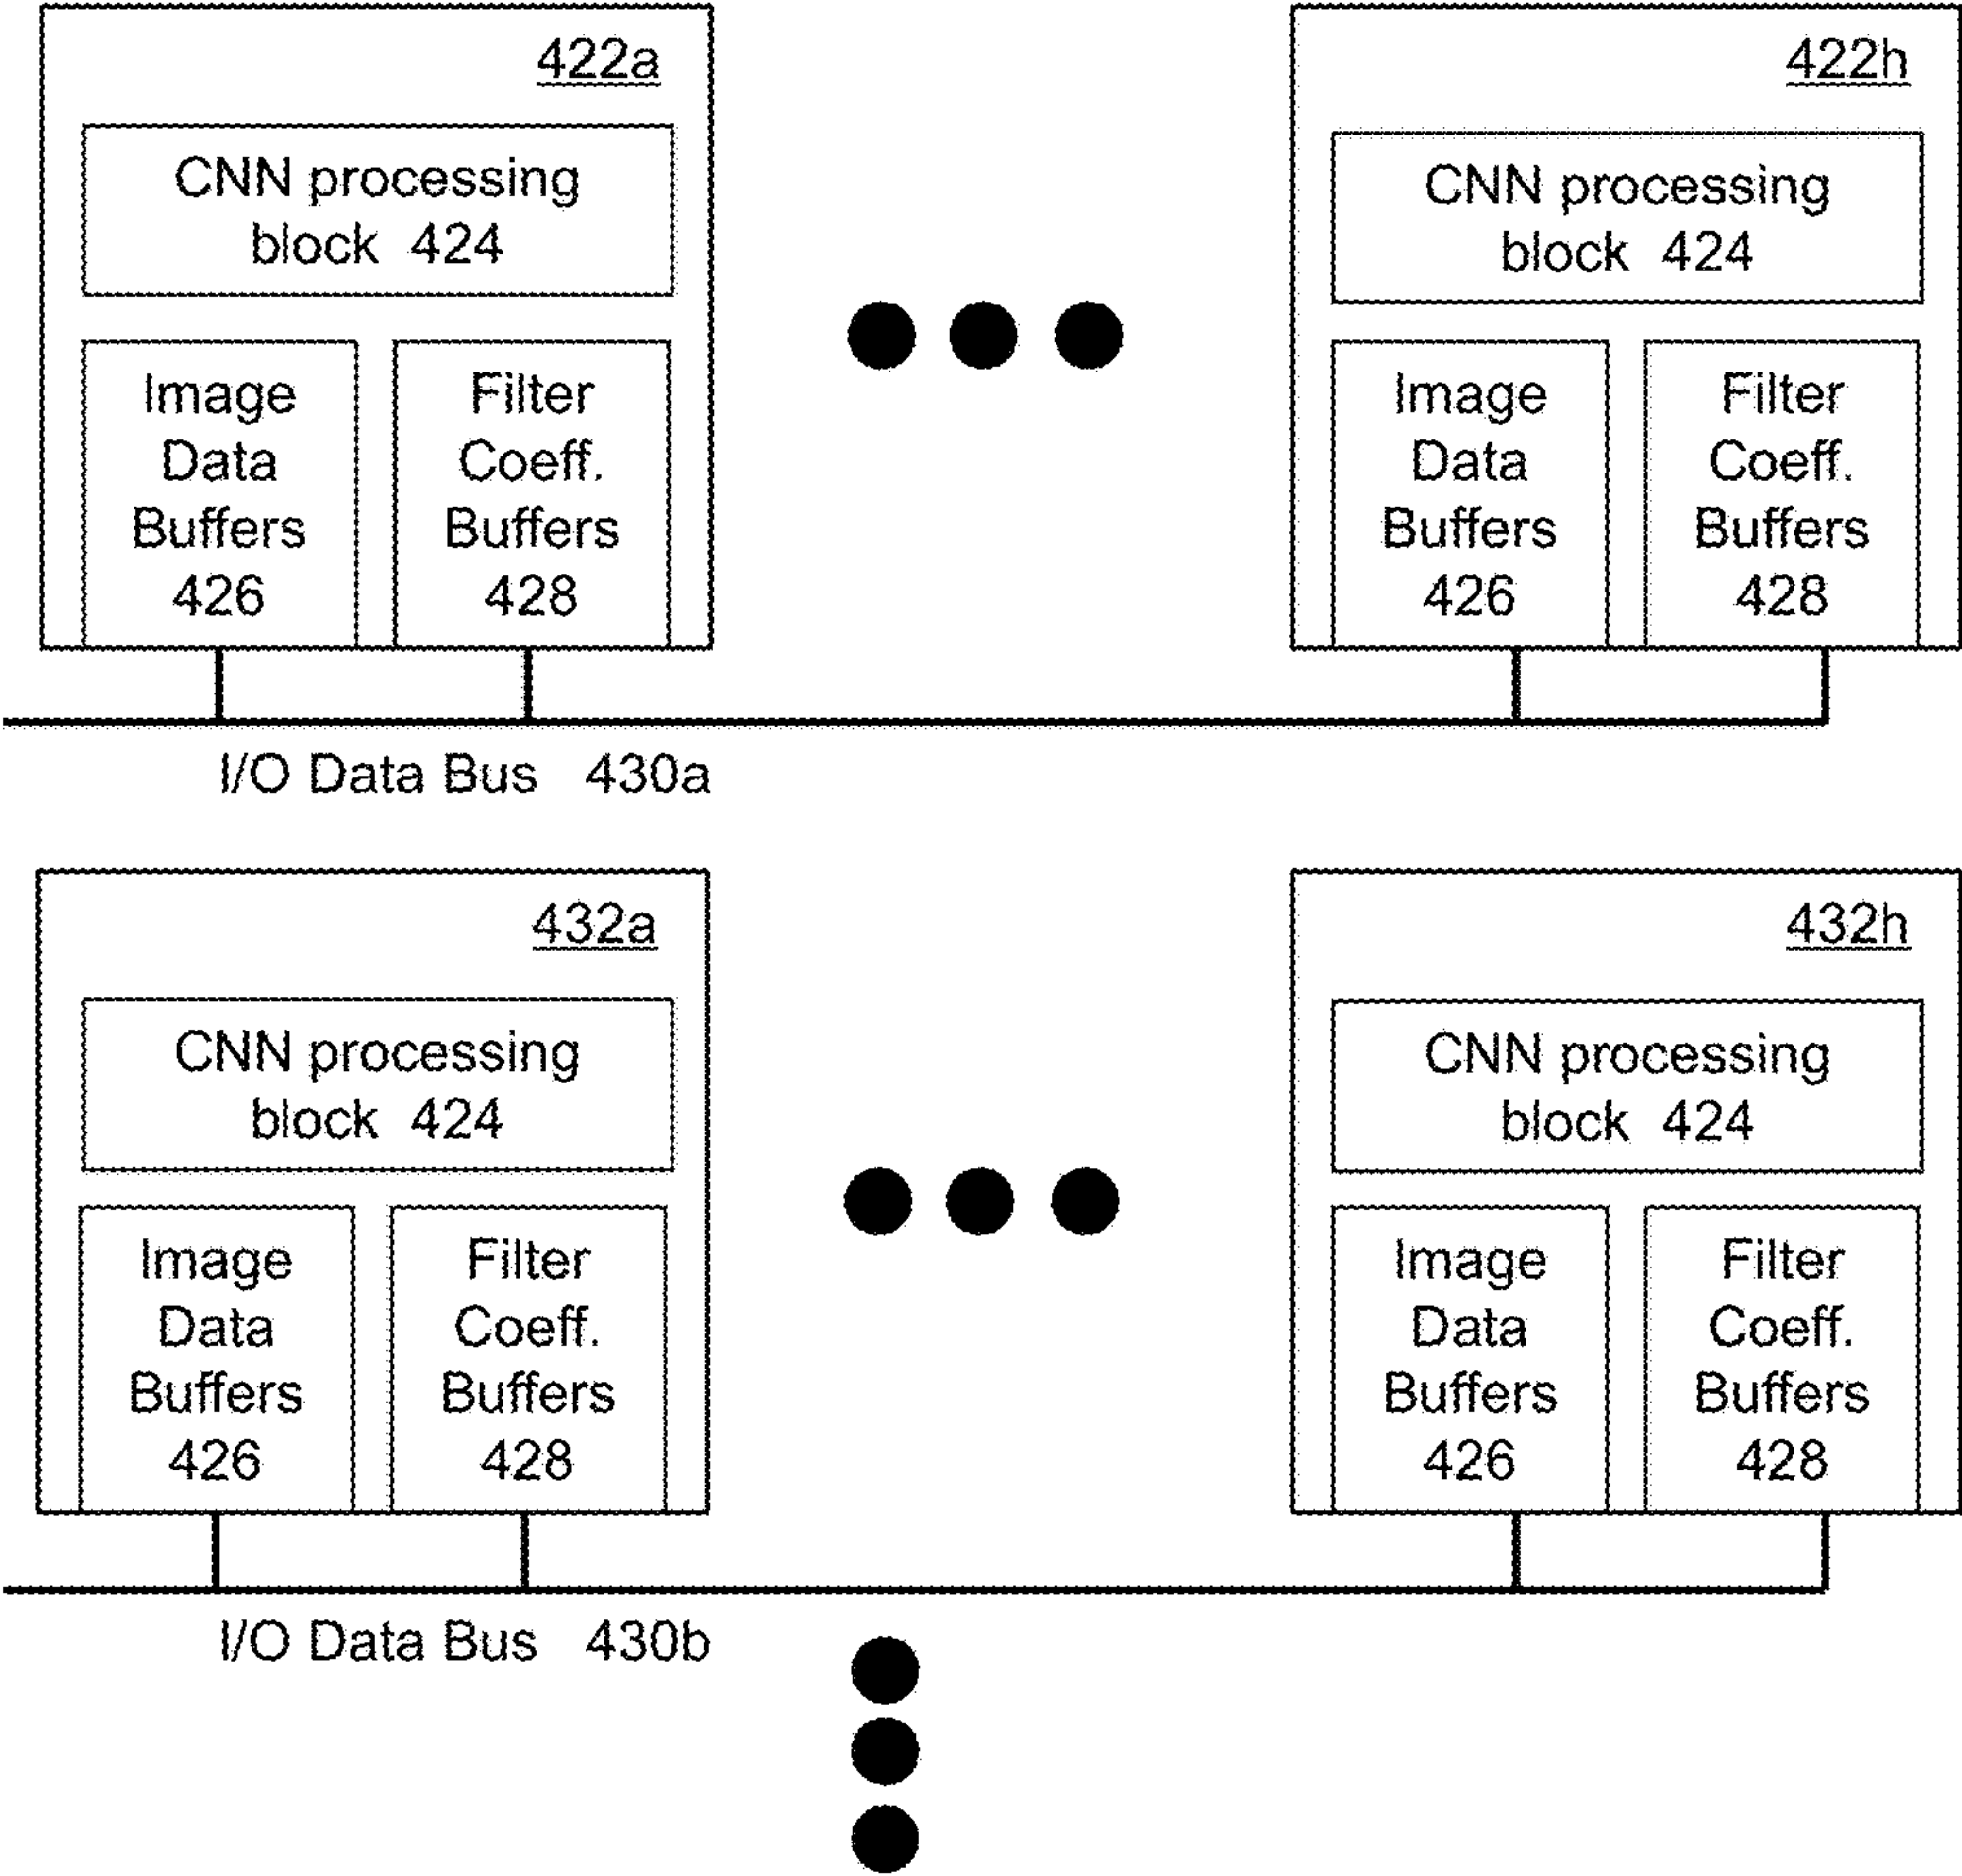 422a
CNN processing
block 424
Image
Data
Buffers
426
Filter
Coeff.
Buffers
428
422h
CNN processing
block 424
Image
Data
Buffers
426
Filter
Coeff.
Buffers
428
I/O Data Bus 430a
432a
CNN processing
block 424
Image
Data
Buffers
426
Filter
Coeff.
Buffers
428
432h
CNN processing
block 424
Image
Data
Buffers
426
Filter
Coeff.
Buffers
428
I/O Data Bus 430b